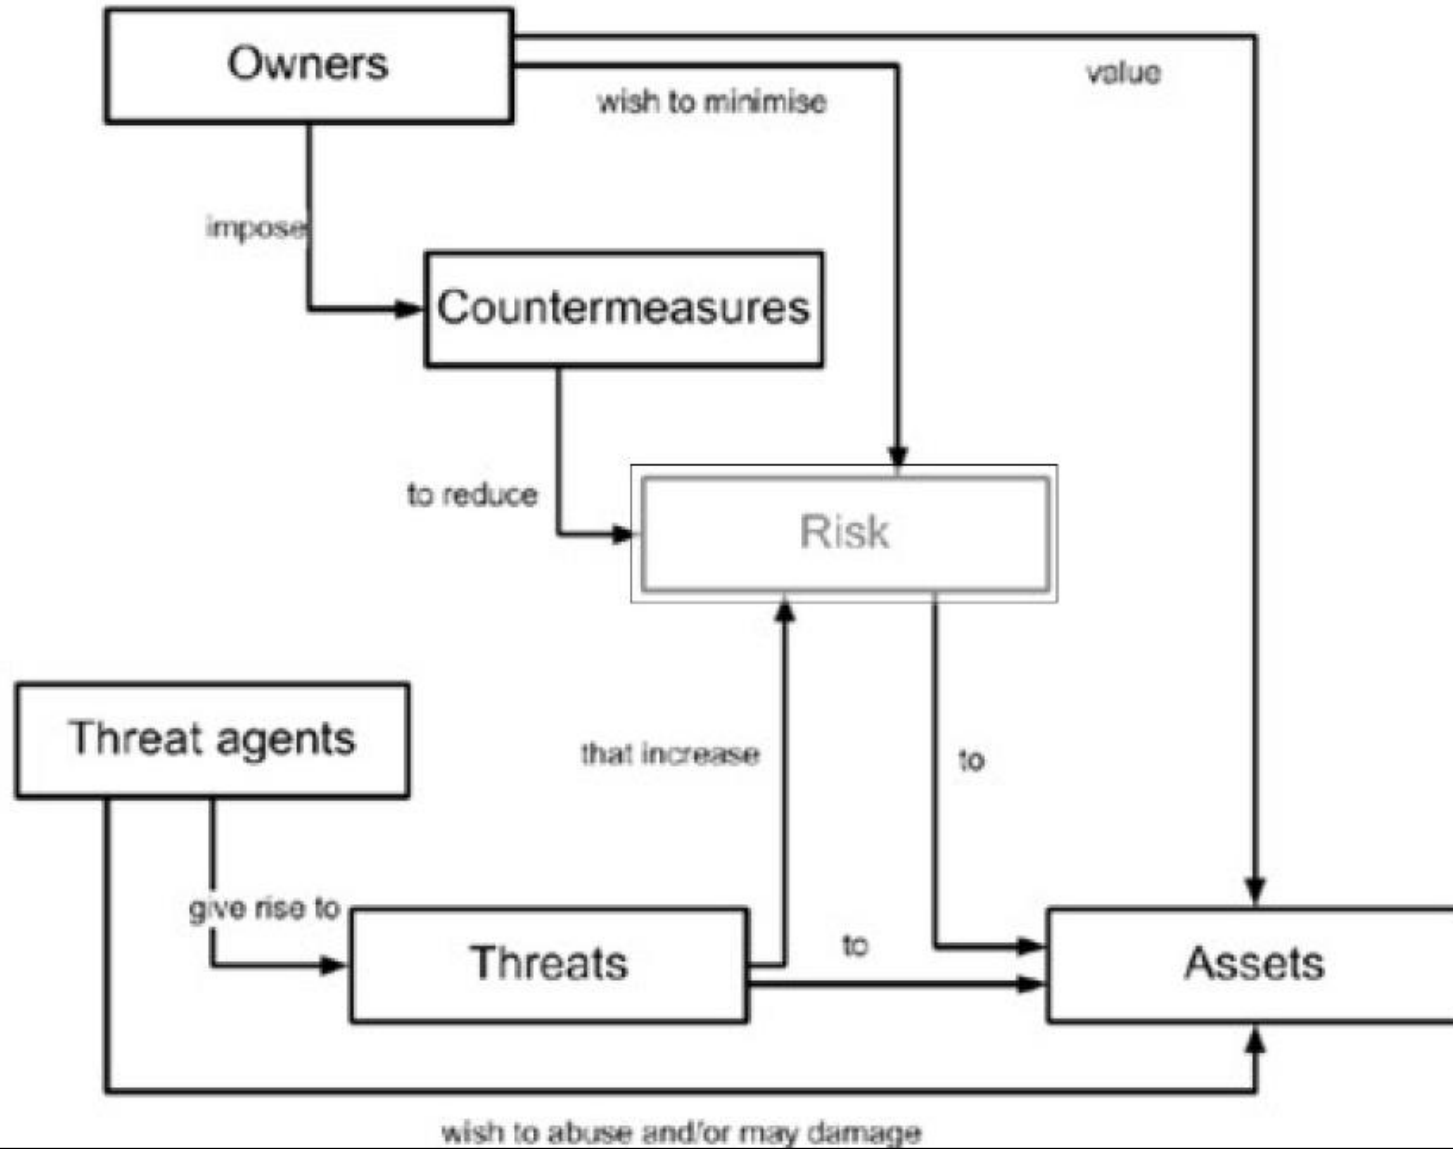 Owners
value
wish to minimise
impose
Countermeasures
to reduce
Risk
Threat agents
that increase
to
give rise to
to
Threats
Assets
wish to abuse and/or may damage